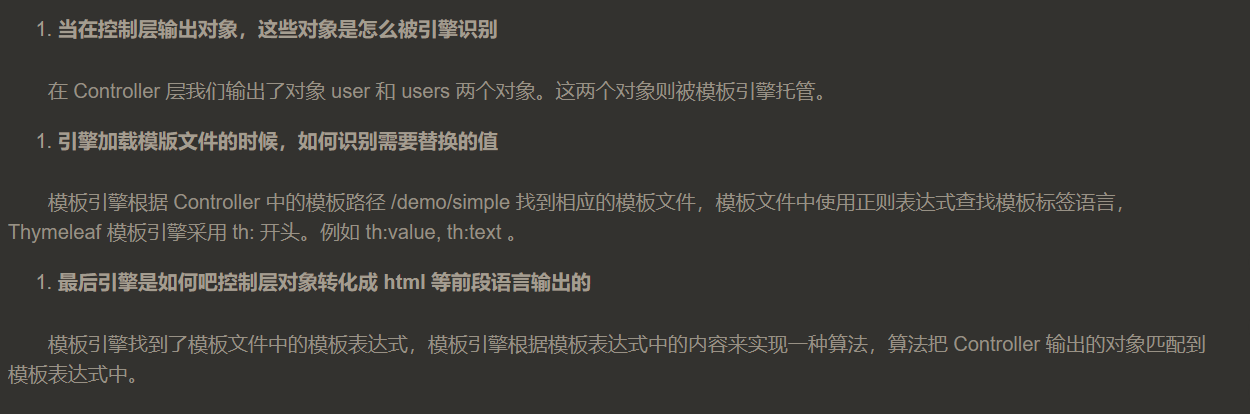 1. 当在控制层输出对象，这些对象是怎么被引擎识别
在 Controller 层我们输出了对象 user 和 users 两个对象。这两个对象则被模板引擎托管。
1. 引擎加载模版文件的时候，如何识别需要替换的值
模板引擎根据 Controller 中的模板路径 /demo/simple 找到相应的模板文件，模板文件中使用正则表达式查找模板标签语言，
Thymeleaf 模板引擎采用 th: 开头。例如 th:value, th:text 。
1. 最后引擎是如何吧控制层对象转化成 html 等前段语言输出的
模板引擎找到了模板文件中的模板表达式，模板引擎根据模板表达式中的内容来实现一种算法，算法把 Controller 输出的对象匹配到
模板表达式中。